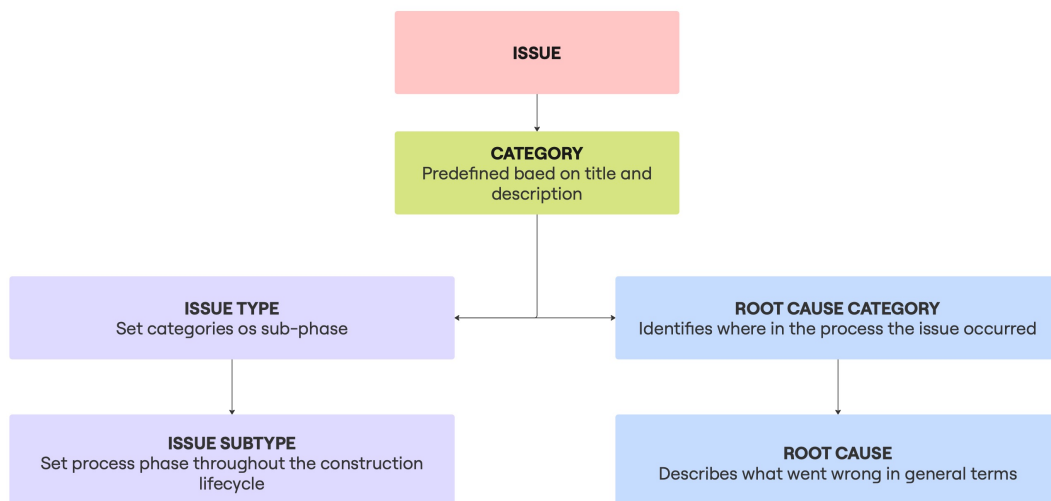 ISSUE
CATEGORY
Predefined baed on title and
description
ISSUE TYPE
Set categories os sub-phase
ROOT CAUSE CATEGORY
Identifies where in the process the issue occurred
ISSUE SUBTYPE
Set process phase throughout the construction
lifecycle
ROOT CAUSE
Describes what went wrong in general terms